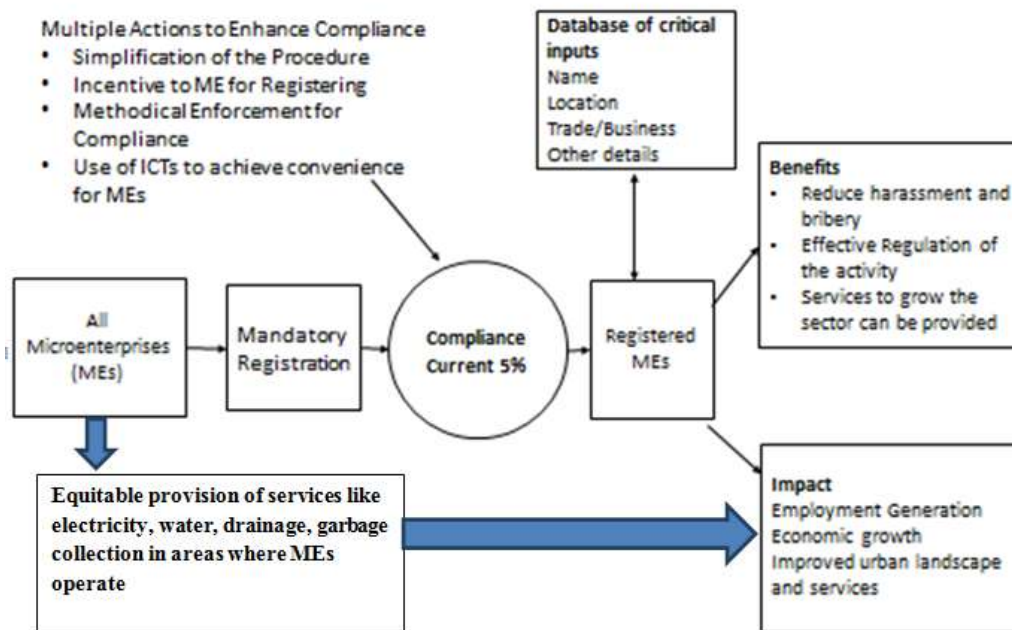 Multiple Actions to Enhance Compliance
• Simplification of the Procedure
• Incentive to ME for Registering
• Methodical Enforcement for
Compliance
• Use of ICTs to achieve convenience
for MEs
Database of critical
inputs
Name
Location
Trade/Business
Other details
Benefits
• Reduce harassment and
bribery
• Effective Regulation of
the activity
• Services to grow the
sector can be provided
All
Microenterprises
(MEs)
Mandatory
Registration
Compliance
Current 5%
Registered
MEs
Equitable provision of services like
electricity, water, drainage, garbage
collection in areas where MEs
operate
Impact
Employment Generation
Economic growth
Improved urban landscape
and services